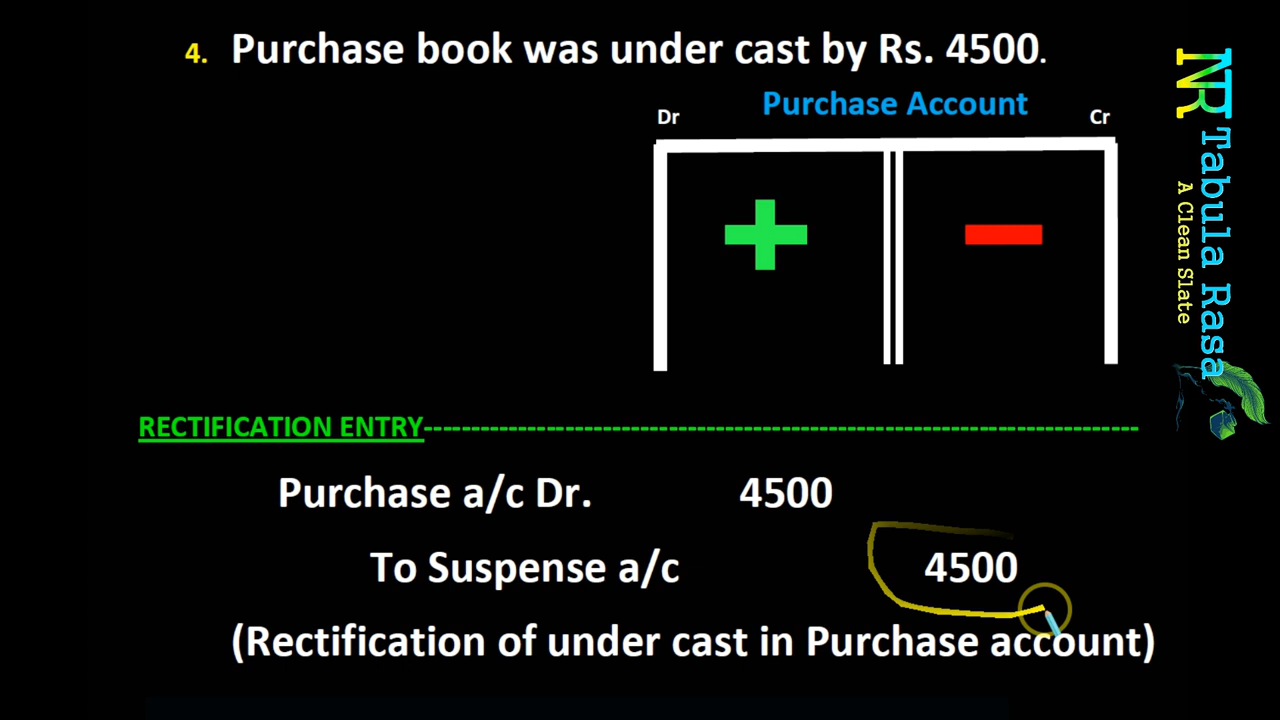 4. Purchase book was under cast by Rs. 4500.
Purchase Account
Dr
Cr
RECTIFICATION ENTRY--------------------------------------------------------------------------
Purchase a/c Dr. 4500
To Suspense a/c 4500
(Rectification of under cast in Purchase account)
NR Tabula Rasa
A Clean Slate